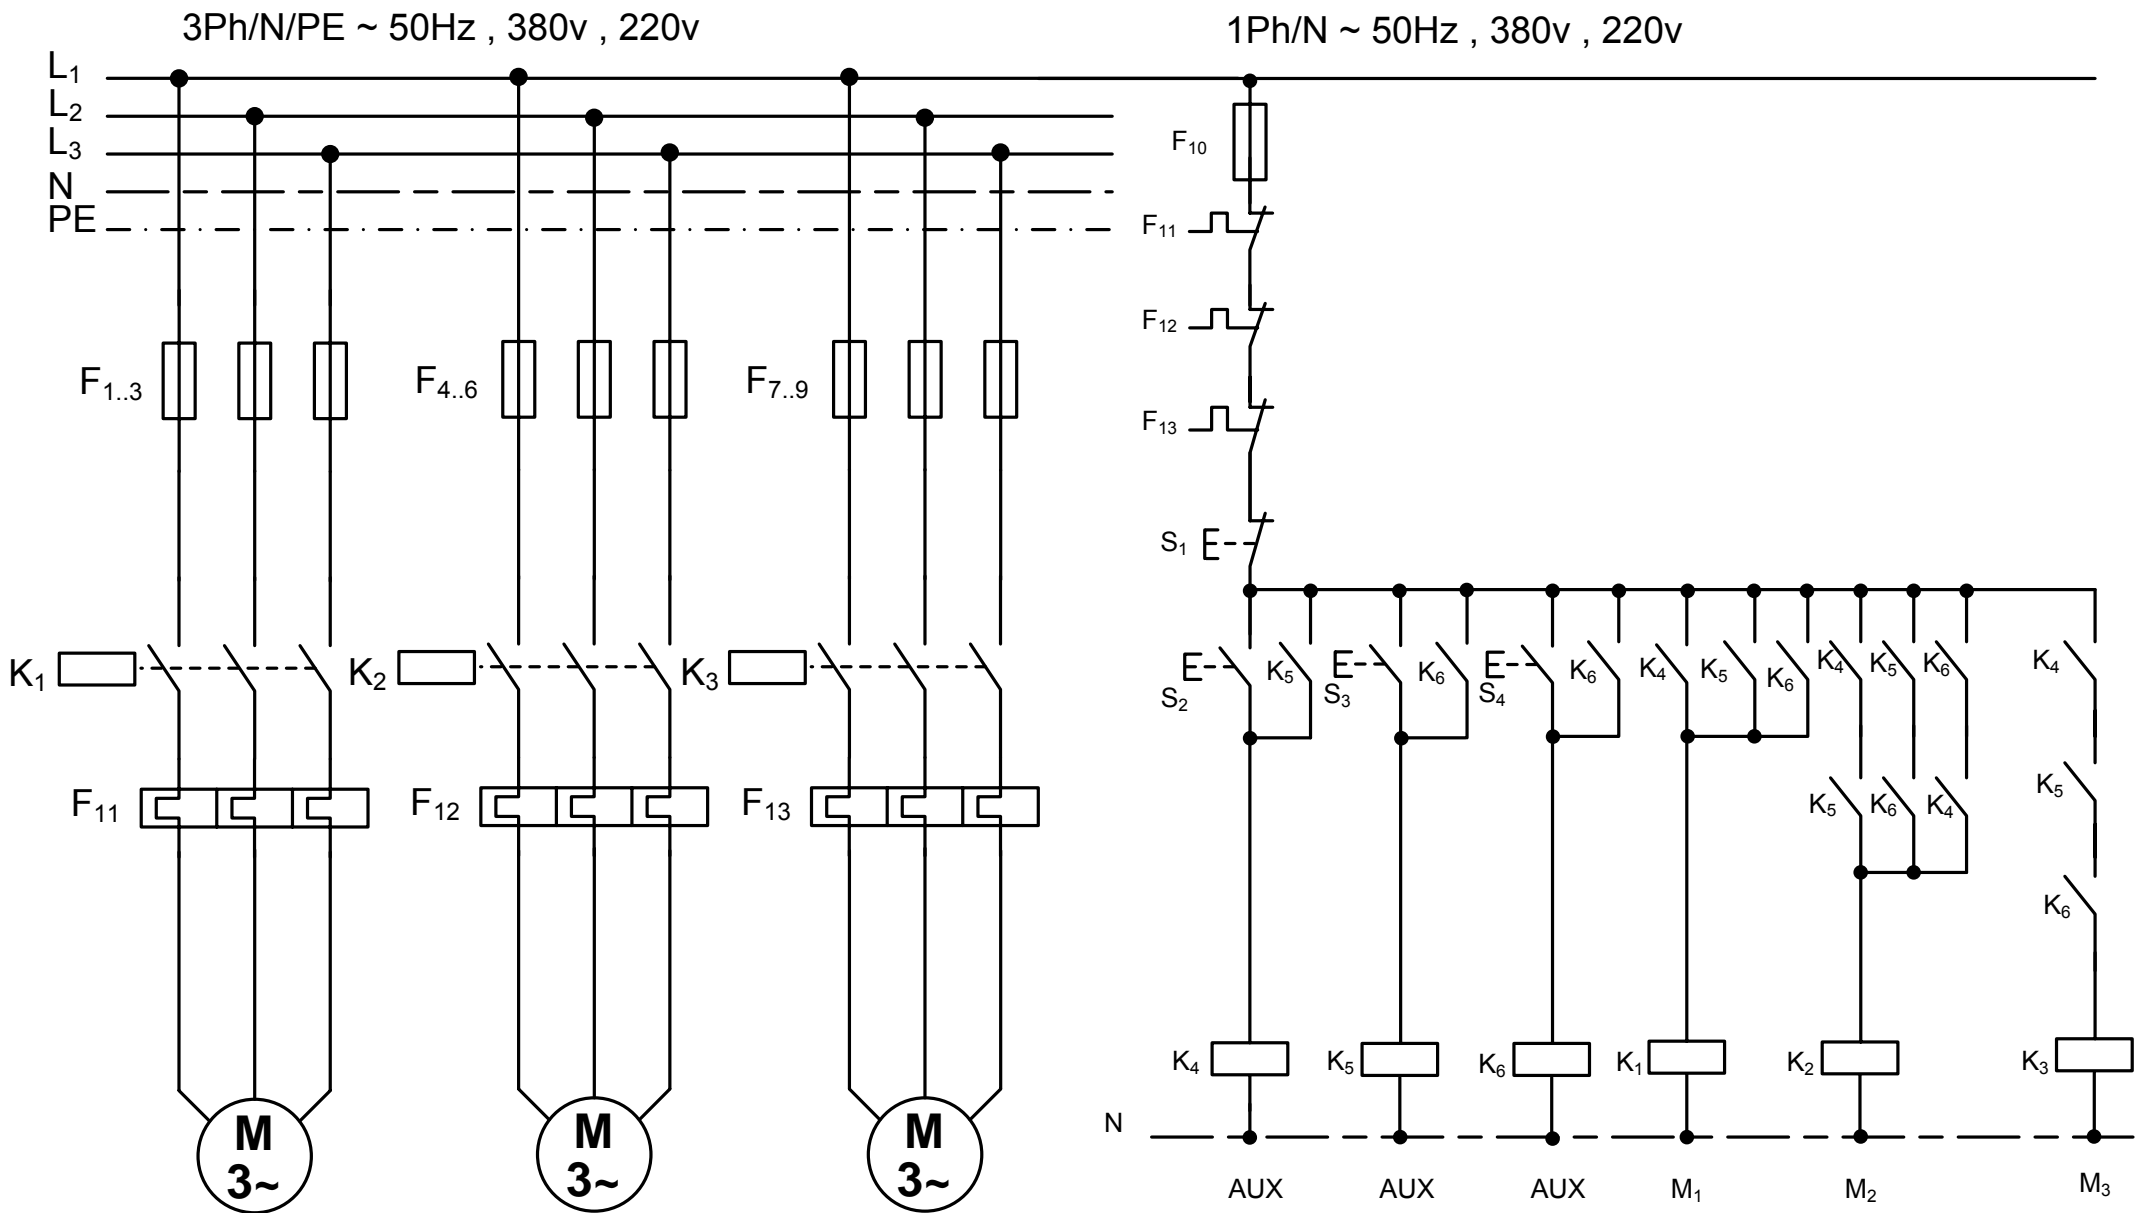 3Ph/N/PE ~ 50Hz , 380v , 220v
1Ph/N ~ 50Hz , 380v , 220v
L1
L2
L3
N
PE
F10
F11
F12
F13
S1
F1..3
F4..6
F7..9
K1
K2
K3
S2
K5
S3
K6
S4
K6
K4
K5
K6
K4
K5
K6
K4
K5
K6
K4
K5
K6
F11
F12
F13
K4
K5
K6
K1
K2
K3
N
M
3~
M
3~
M
3~
AUX
AUX
AUX
M1
M2
M3